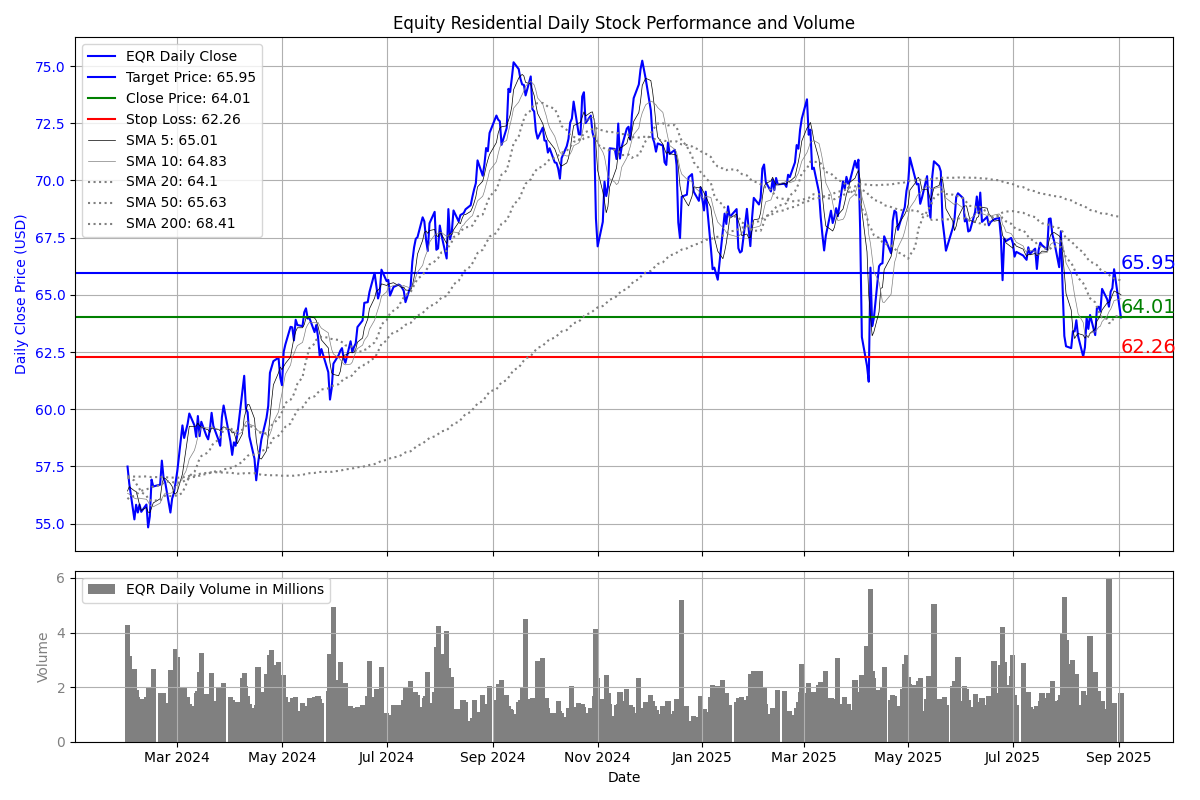 Equity Residential Daily Stock Performance and Volume
EQR Daily Close
Target Price: 65.95
Close Price: 64.01
Stop Loss: 62.26
SMA 5: 65.01
SMA 10: 64.83
SMA 20: 64.1
SMA 50: 65.63
SMA 200: 68.41
Daily Close Price (USD)
75.0
72.5
70.0
67.5
65.0
62.5
60.0
57.5
55.0
65.95
64.01
62.26
EQR Daily Volume in Millions
Volume
6
4
2
0
Mar 2024 May 2024 Jul 2024 Sep 2024 Nov 2024 Jan 2025 Mar 2025 May 2025 Jul 2025 Sep 2025
Date